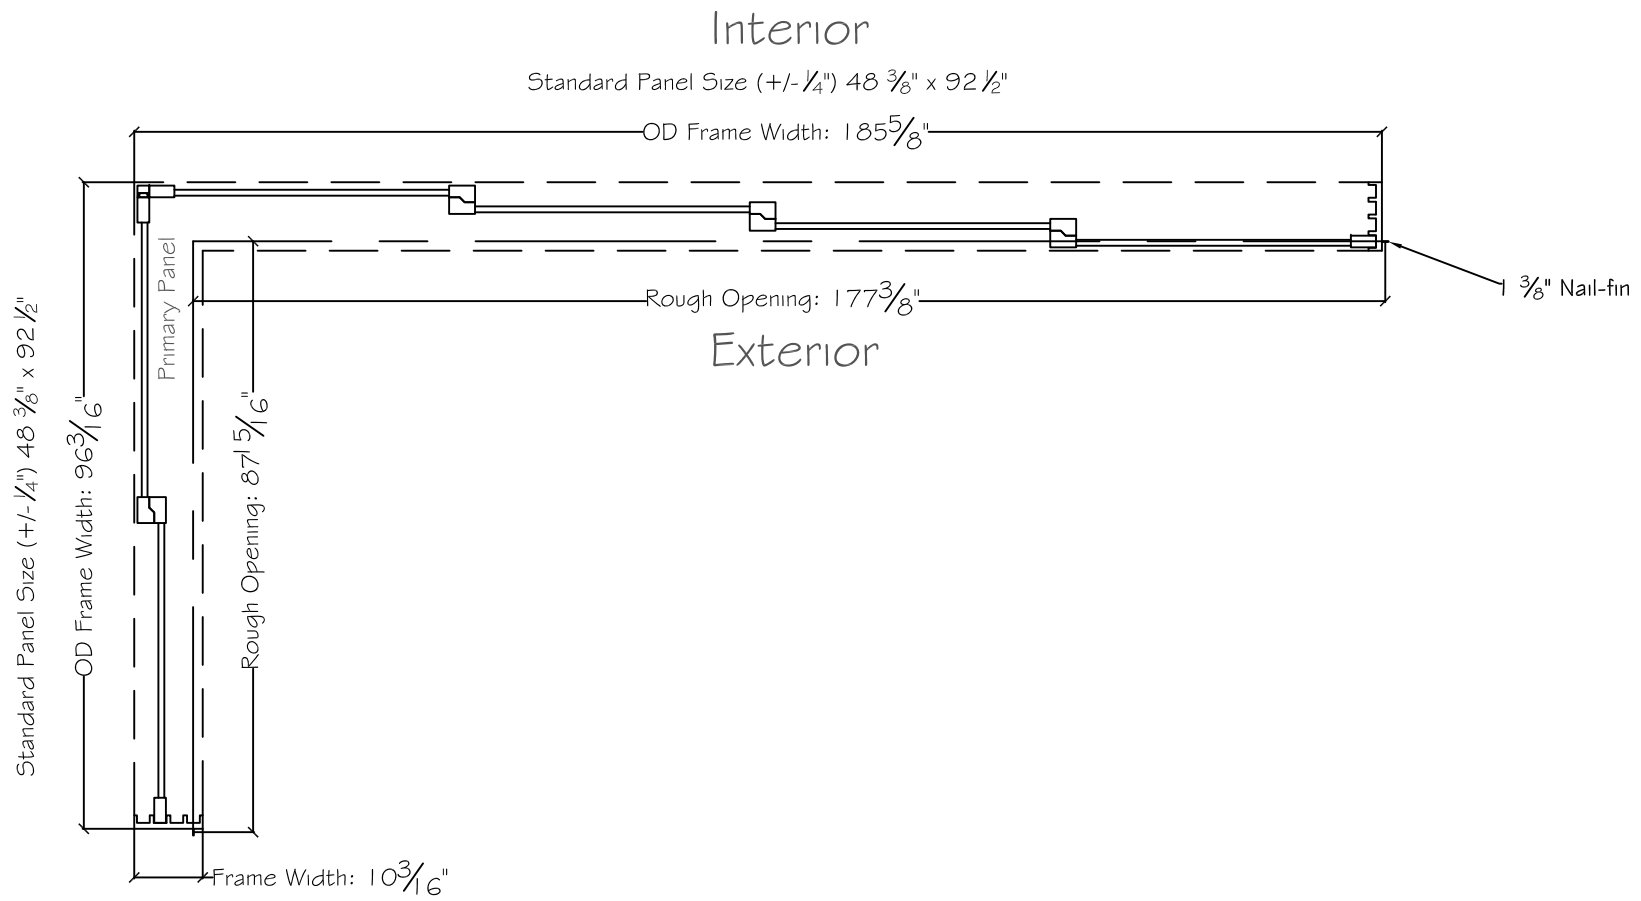 Interior
Standard Panel Size (+/- 1/4") 48 3/8" x 92 1/2"
OD Frame Width: 185 5/8"
Primary Panel
1 3/8" Nail-fin
Rough Opening: 177 3/8"
Exterior
Standard Panel Size (+/- 1/4") 48 3/8" x 92 1/2"
OD Frame Width: 96 3/16"
Rough Opening: 87 15/16"
Frame Width: 10 3/16"